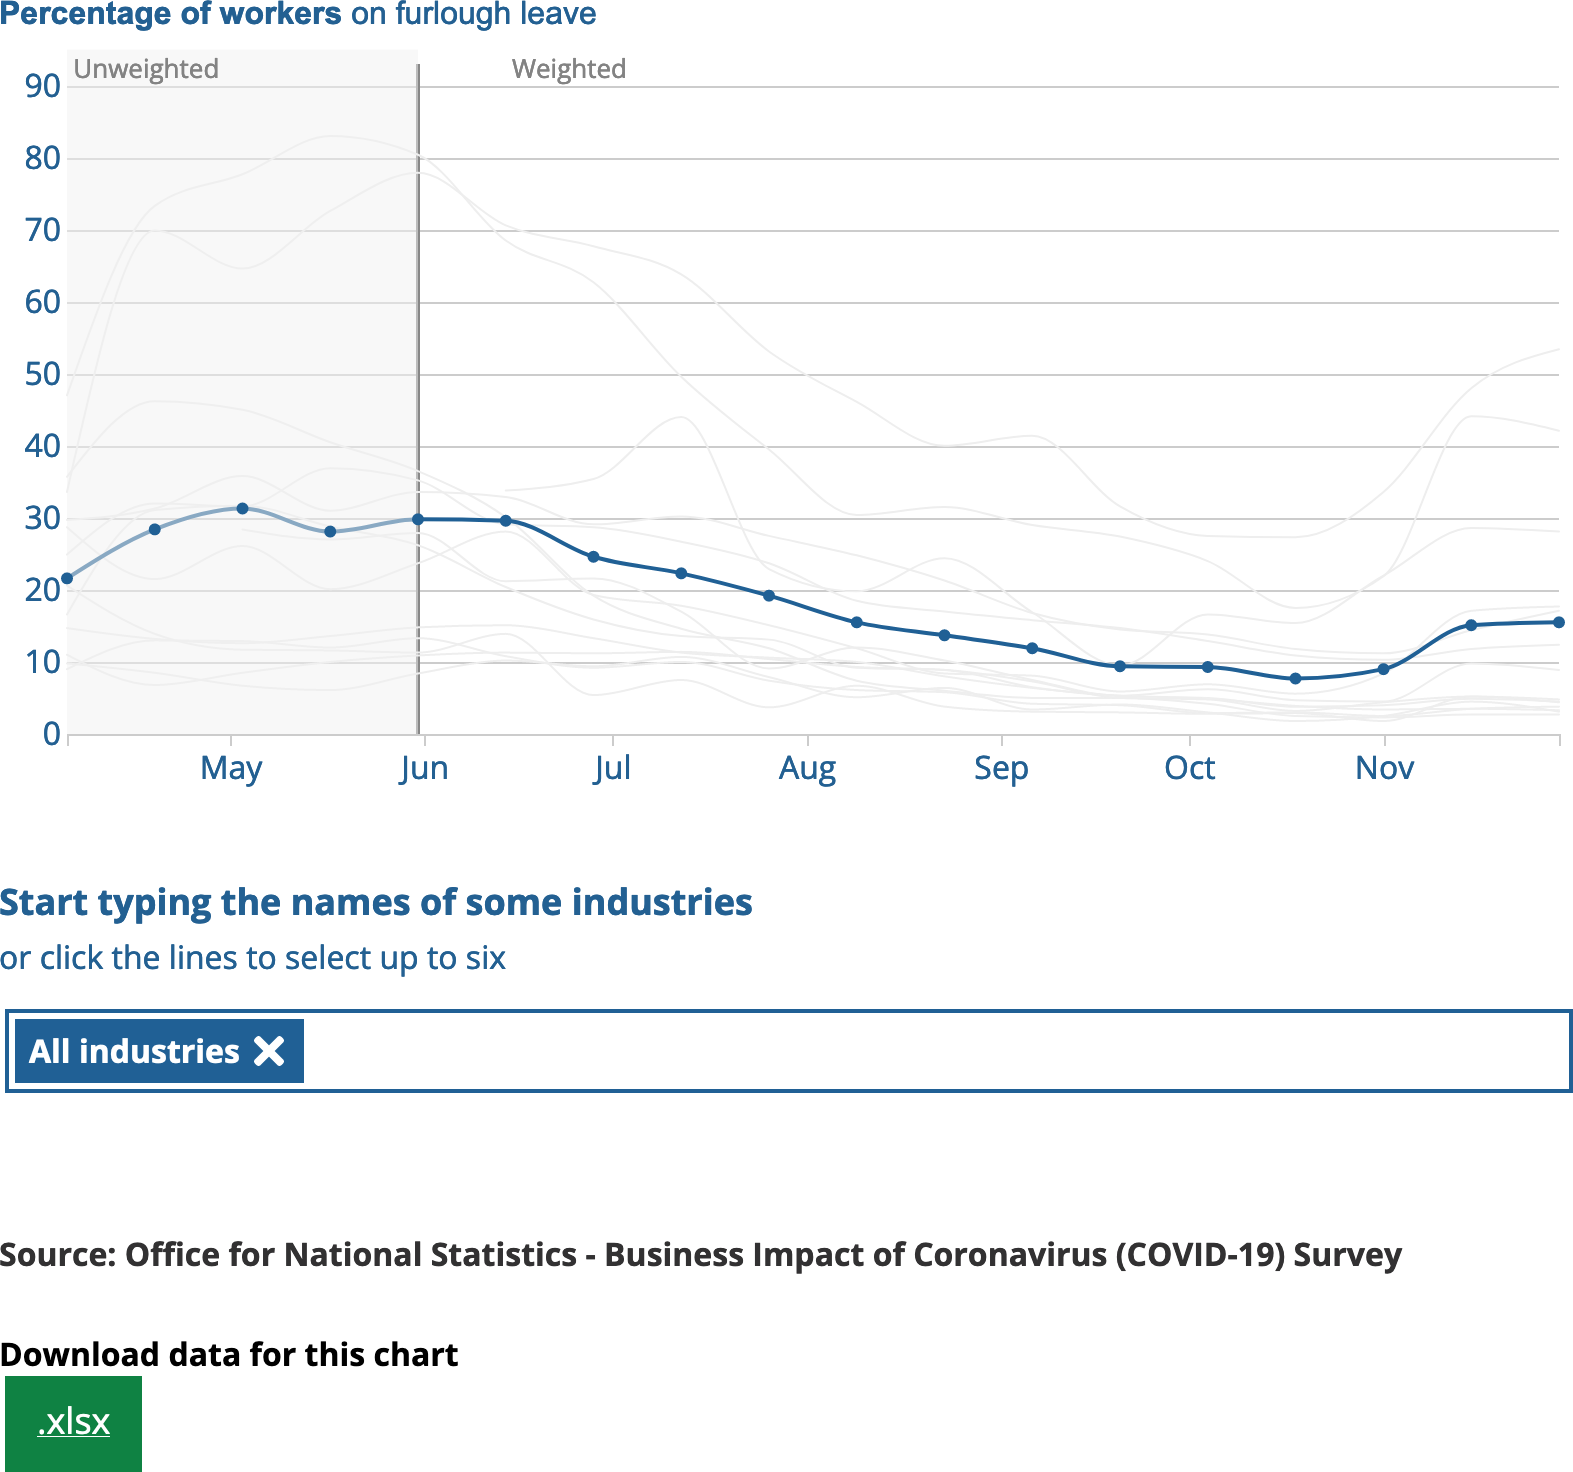 Percentage of workers on furlough leave
Unweighted Weighted
90
80
70
60
50
40
30
20
10
0
May Jun Jul Aug Sep Oct Nov
Start typing the names of some industries
or click the lines to select up to six
All industries
Source: Office for National Statistics - Business Impact of Coronavirus (COVID-19) Survey
Download data for this chart
.xlsx